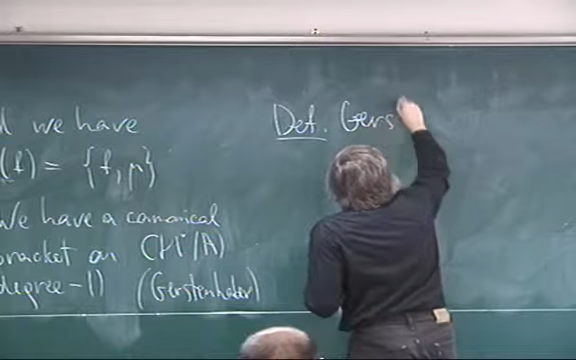 we have
(f) = {f, μ}
We have a canonical
bracket on CH(A)
degree -1) (Gerstenhaber)
Def. Gers